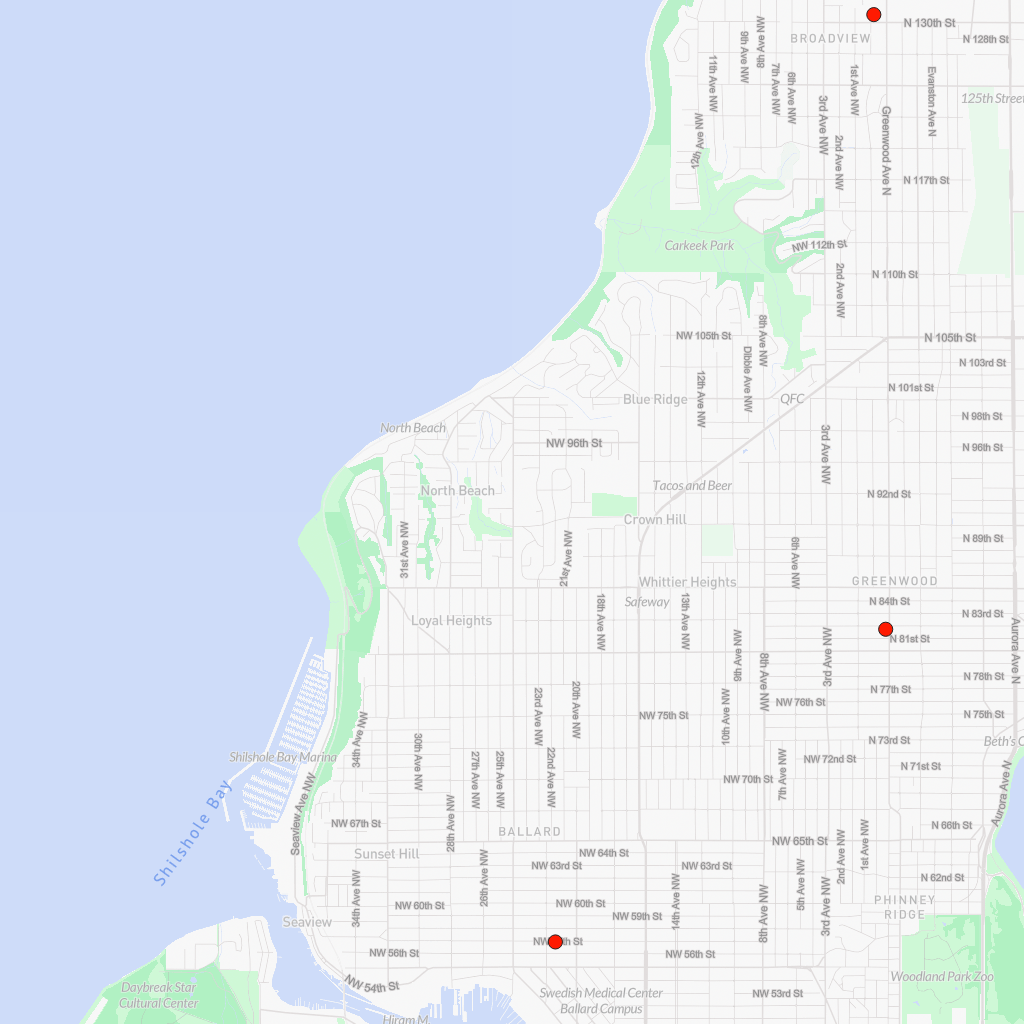 N 130th St
BROADVIEW
N 128th St
8th Ave NW
9th Ave NW
11th Ave NW
7th Ave NW
6th Ave NW
1st Ave NW
Evanston Ave N
125th Street
3rd Ave NW
Greenwood Ave N
12th Ave NW
2nd Ave NW
N 117th St
Carkeek Park
NW 112th St
2nd Ave NW
N 110th St
NW 105th St
8th Ave NW
N 105th St
Dibble Ave NW
N 103rd St
12th Ave NW
N 101st St
Blue Ridge
QFC
N 98th St
North Beach
3rd Ave NW
NW 96th St
N 96th St
Tacos and Beer
North Beach
N 92nd St
Crown Hill
31st Ave NW
21st Ave NW
N 89th St
6th Ave NW
Whittier Heights
GREENWOOD
Safeway
N 84th St
18th Ave NW
13th Ave NW
N 83rd St
Loyal Heights
9th Ave NW
3rd Ave NW
N 81st St
Aurora Ave N
8th Ave NW
N 78th St
N 77th St
20th Ave NW
23rd Ave NW
10th Ave NW
NW 76th St
NW 75th St
N 75th St
34th Ave NW
30th Ave NW
N 73rd St
Beth's C
Shilshole Bay Marina
27th Ave NW
25th Ave NW
22nd Ave NW
7th Ave NW
NW 72nd St
N 71st St
NW 70th St
Aurora Ave N
Shilshole Bay
Seaview Ave NW
28th Ave NW
NW 67th St
BALLARD
N 66th St
NW 65th St
2nd Ave NW
1st Ave NW
Sunset Hill
NW 64th St
26th Ave NW
NW 63rd St
NW 63rd St
5th Ave NW
N 62nd St
34th Ave NW
14th Ave NW
8th Ave NW
3rd Ave NW
NW 60th St
NW 60th St
PHINNEY
RIDGE
NW 59th St
Seaview
NW
th St
NW 56th St
NW 56th St
Woodland Park Zoo
NW 54th St
Daybreak Star
Cultural Center
Swedish Medical Center
Ballard Campus
NW 53rd St
Hiram M.